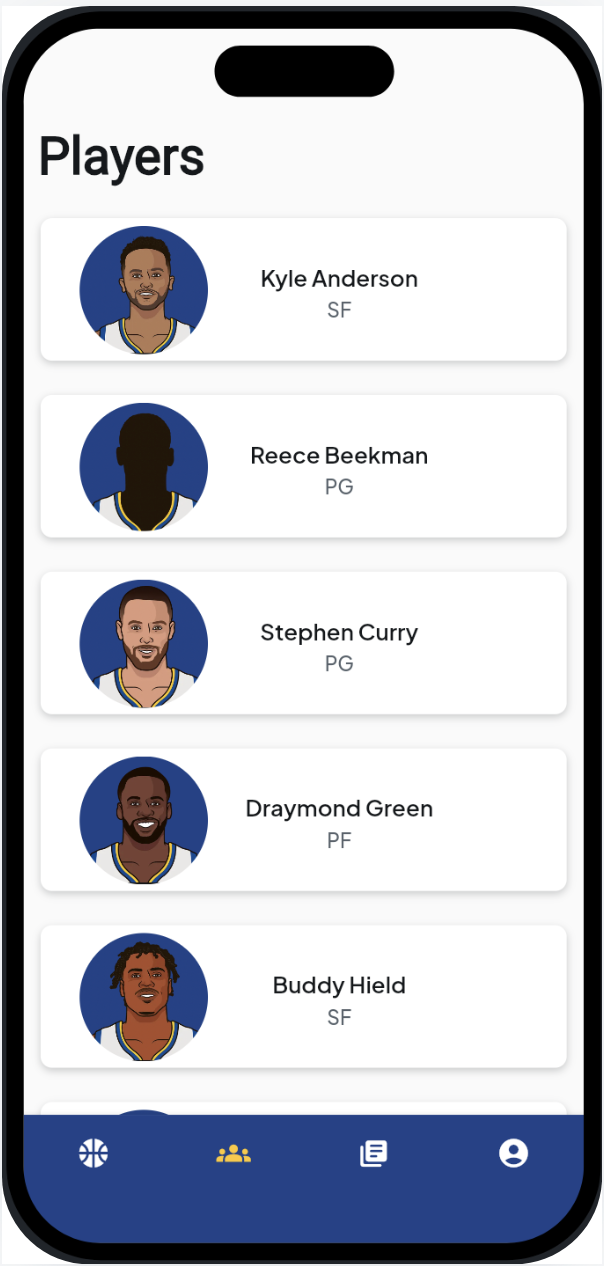 Players
Kyle Anderson
SF
Reece Beekman
PG
Stephen Curry
PG
Draymond Green
PF
Buddy Hield
SF